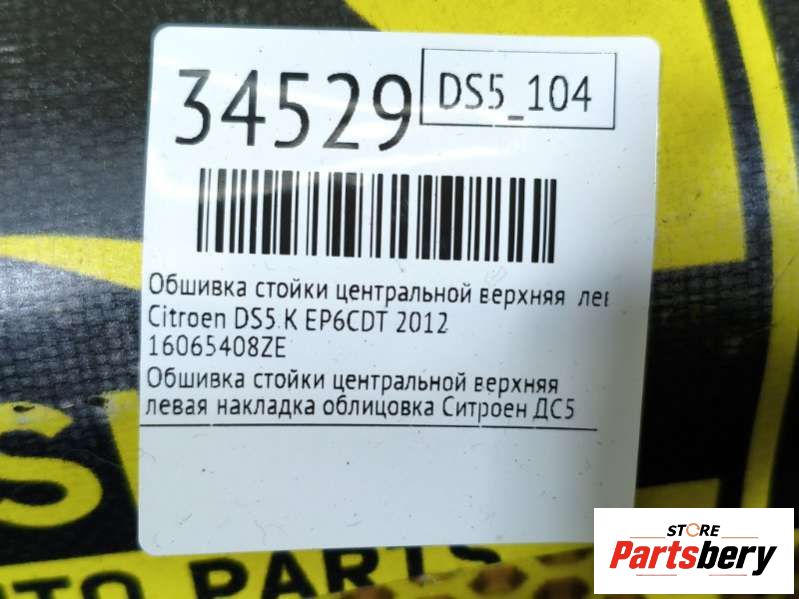 34529
DS5_104
Обшивка стойки центральной верхняя лев
Citroen DS5 K EP6CDT 2012
16065408ZE
Обшивка стойки центральной верхняя
левая накладка облицовка Ситроен ДС5
PARTS
STORE
Partsbery